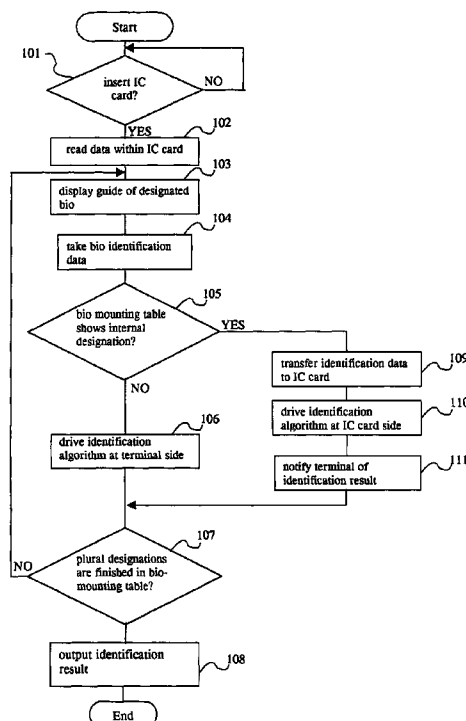 Start
101
insert IC
card?
NO
YES
102
read data within IC card
103
display guide of designated
bio
104
take bio identification
data
105
bio mounting table
shows internal
designation?
YES
NO
109
transfer identification data
to IC card
110
drive identification
algorithm at IC card side
106
drive identification
algorithm at terminal side
111
notify terminal of
identification result
107
NO
plural designations
are finished in bio-
mounting table?
output identification
result
108
End